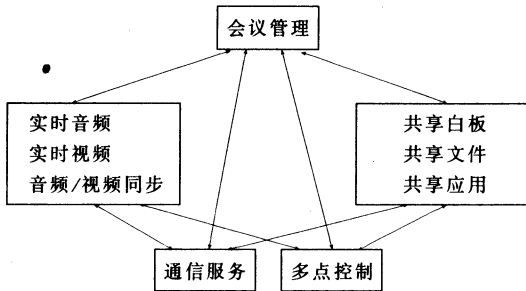 会议管理
实时音频
实时视频
音频/视频同步
共享白板
共享文件
共享应用
通信服务
多点控制